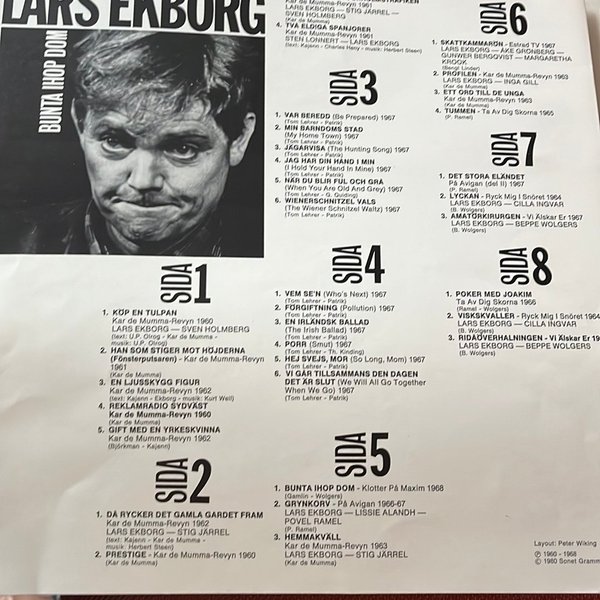 LARS EKBORG
BUNTA IHOP DOM
SIDA 1
1. KÖP EN TULPAN
Kar de Mumma-Revyn 1960
LARS EKBORG — SVEN HOLMBERG
(text: U.P. Olrog - Kar de Mumma -
musik: U.P. Olrog)
2. HAN SOM STIGER MOT HÖJDERNA
(Fönsterputsaren) - Kar de Mumma-Revyn
1961
(Kar de Mumma)
3. EN LJUSSKYGG FIGUR
Kar de Mumma-Revyn 1962
(text: Kajenn - Ekborg - musik: Kurt Weil)
4. REKLAMRADIO SYDVÄST
Kar de Mumma-Revyn 1960
(Kar de Mumma)
5. GIFT MED EN YRKESKVINNA
Kar de Mumma-Revyn 1962
(Björkman - Kajenn)
SIDA 2
1. DÅ RYCKER DET GAMLA GARDET FRAM
Kar de Mumma-Revyn 1962
LARS EKBORG — STIG JÄRREL
(text: Kajenn - Kar de Mumma -
musik: Herbert Steen)
2. PRESTIGE - Kar de Mumma-Revyn 1960
(Kar de Mumma)
Kar de Mumma-Revyn 1961
LARS EKBORG — STIG JÄRREL —
SVEN HOLMBERG
(Kar de Mumma)
4. TVÅ ELDIGA SPANJORER
Kar de Mumma-Revyn 1961
STEN LONNERT — LARS EKBORG
(text: Kajenn - Charles Heny - musik: Herbert Steen)
SIDA 3
1. VAR BEREDD (Be Prepared) 1967
(Tom Lehrer - Patrik)
2. MIN BARNDOMS STAD
(My Home Town) 1967
(Tom Lehrer - Patrik)
3. JÄGARVISA (The Hunting Song) 1967
(Tom Lehrer - Patrik)
4. JAG HAR DIN HAND I MIN
(I Hold Your Hand In Mine) 1967
(Tom Lehrer - Patrik)
5. NÄR DU BLIR FUL OCH GRÅ
(When You Are Old And Grey) 1967
(Tom Lehrer - G. Guiding)
6. WIENERSCHNITZEL VALS
(The Wiener Schnitzel Waltz) 1967
(Tom Lehrer - Patrik)
SIDA 4
1. VEM SE'N (Who's Next) 1967
(Tom Lehrer - Patrik)
2. FÖRGIFTNING (Pollution) 1967
(Tom Lehrer - Patrik)
3. EN IRLÄNDSK BALLAD
(The Irish Ballad) 1967
(Tom Lehrer - Patrik)
4. PORR (Smut) 1967
(Tom Lehrer - Th. Kinding)
5. HEJ SVEJS, MOR (So Long, Mom) 1967
(Tom Lehrer - Patrik)
6. VI GÅR TILLSAMMANS DEN DAGEN
DET ÄR SLUT (We Will All Go Together
When We Go) 1967
(Tom Lehrer - Patrik)
SIDA 5
1. BUNTA IHOP DOM - Klotter På Maxim 1968
(Gamlin - Wolgers)
2. GRYNKORV - På Avigan 1966-67
LARS EKBORG — LISSIE ALANDH —
POVEL RAMEL
(P. Ramel)
3. HEMMAKVÄLL
Kar de Mumma-Revyn 1963
LARS EKBORG — STIG JÄRREL
(Kar de Mumma)
SIDA 6
1. SKATTKAMMARÖN - Estrad TV 1967
LARS EKBORG — ÅKE GRÖNBERG —
GUNWER BERGQVIST — MARGARETHA
KROOK
(Bengt Linder)
2. PROFILEN - Kar de Mumma-Revyn 1963
LARS EKBORG — INGA GILL
(Kar de Mumma)
3. ETT ORD TILL DE UNGA
Kar de Mumma-Revyn 1963
(Kar de Mumma)
4. TUMMEN - Ta Av Dig Skorna 1965
(P. Ramel)
SIDA 7
1. DET STORA ELÄNDET
På Avigan (del II) 1967
(P. Ramel)
2. LYCKAN - Ryck Mig I Snöret 1964
LARS EKBORG — CILLA INGVAR
(B. Wolgers)
3. AMATÖRKIRURGEN - Vi Älskar Er 1967
LARS EKBORG — BEPPE WOLGERS
(B. Wolgers)
SIDA 8
1. POKER MED JOAKIM
Ta Av Dig Skorna 1966
(Ramel - Wolgers)
2. VISKSKVALLER - Ryck Mig I Snöret 1964
LARS EKBORG — CILLA INGVAR
(B. Wolgers)
3. RIDAÖVERHALNINGEN - Vi Älskar Er 19
LARS EKBORG — BEPPE WOLGERS
(B. Wolgers)
Layout: Peter Wiking
Ⓟ 1960 - 1968
© 1980 Sonet Gramm